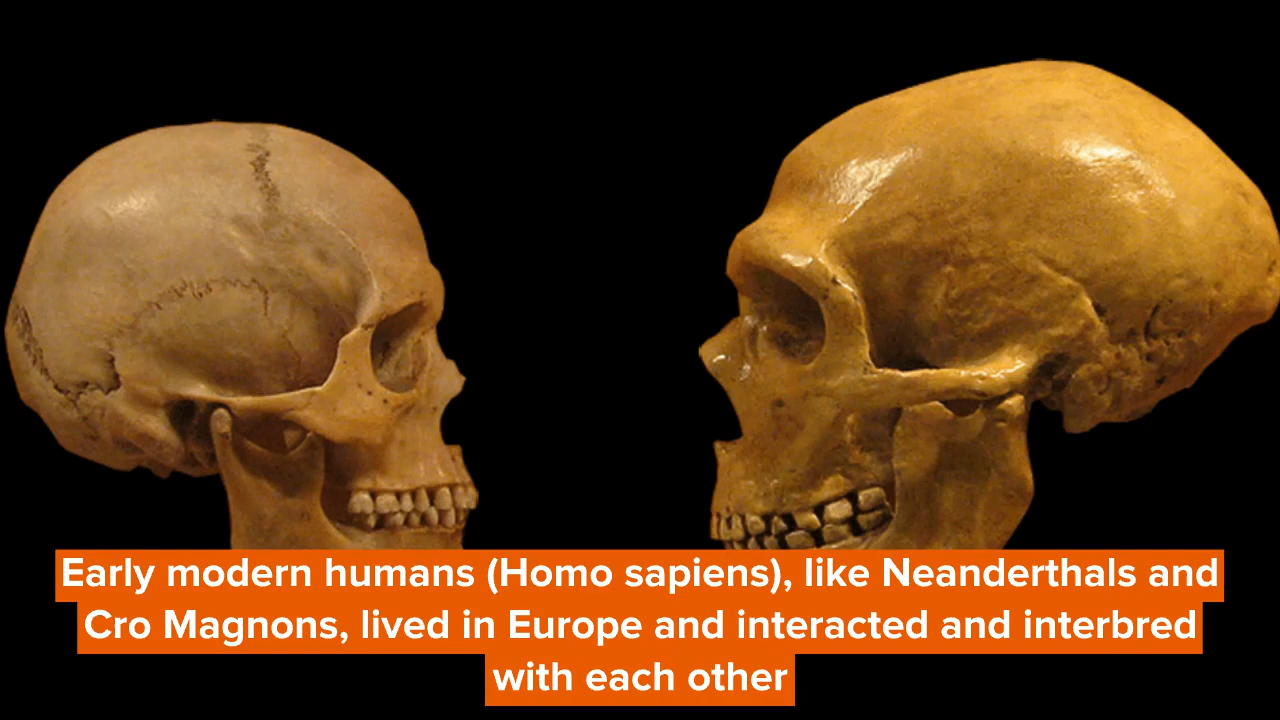 Early modern humans (Homo sapiens), like Neanderthals and
Cro Magnons, lived in Europe and interacted and interbred
with each other